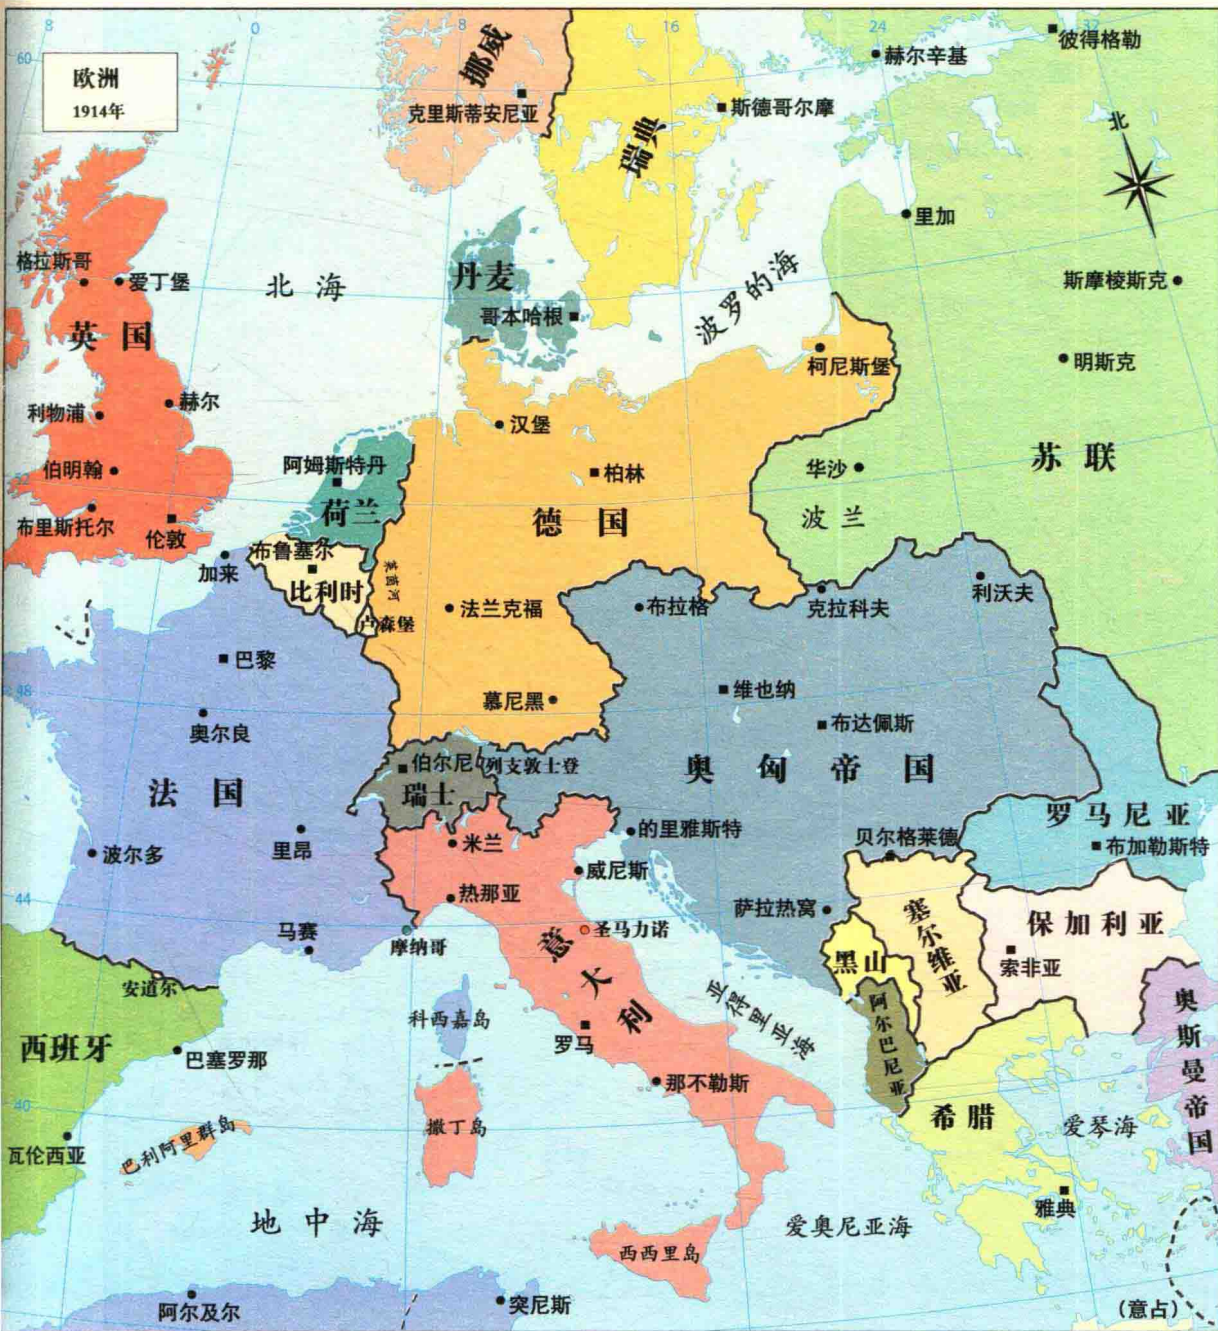 8
0
8
16
24
32
60
欧洲
1914年
挪威
克里斯蒂安尼亚
瑞典
斯德哥尔摩
赫尔辛基
彼得格勒
北
里加
斯摩棱斯克
明斯克
格拉斯哥
爱丁堡
英国
北海
丹麦
哥本哈根
波罗的海
柯尼斯堡
利物浦
赫尔
汉堡
伯明翰
52
阿姆斯特丹
荷兰
柏林
华沙
苏联
波兰
布里斯托尔
伦敦
德国
布鲁塞尔
加来
比利时
莱茵河
卢森堡
法兰克福
布拉格
克拉科夫
利沃夫
巴黎
48
奥尔良
慕尼黑
维也纳
布达佩斯
法国
伯尔尼
列支敦士登
瑞士
奥匈帝国
罗马尼亚
布加勒斯特
波尔多
里昂
米兰
的里雅斯特
贝尔格莱德
威尼斯
44
热那亚
萨拉热窝
塞尔维亚
保加利亚
马赛
摩纳哥
圣马力诺
意大利
黑山
索非亚
安道尔
科西嘉岛
罗马
亚得里亚海
阿尔巴尼亚
奥斯曼帝国
西班牙
巴塞罗那
那不勒斯
40
撒丁岛
希腊
爱琴海
瓦伦西亚
巴利阿里群岛
雅典
地中海
爱奥尼亚海
西西里岛
阿尔及尔
突尼斯
（意占）